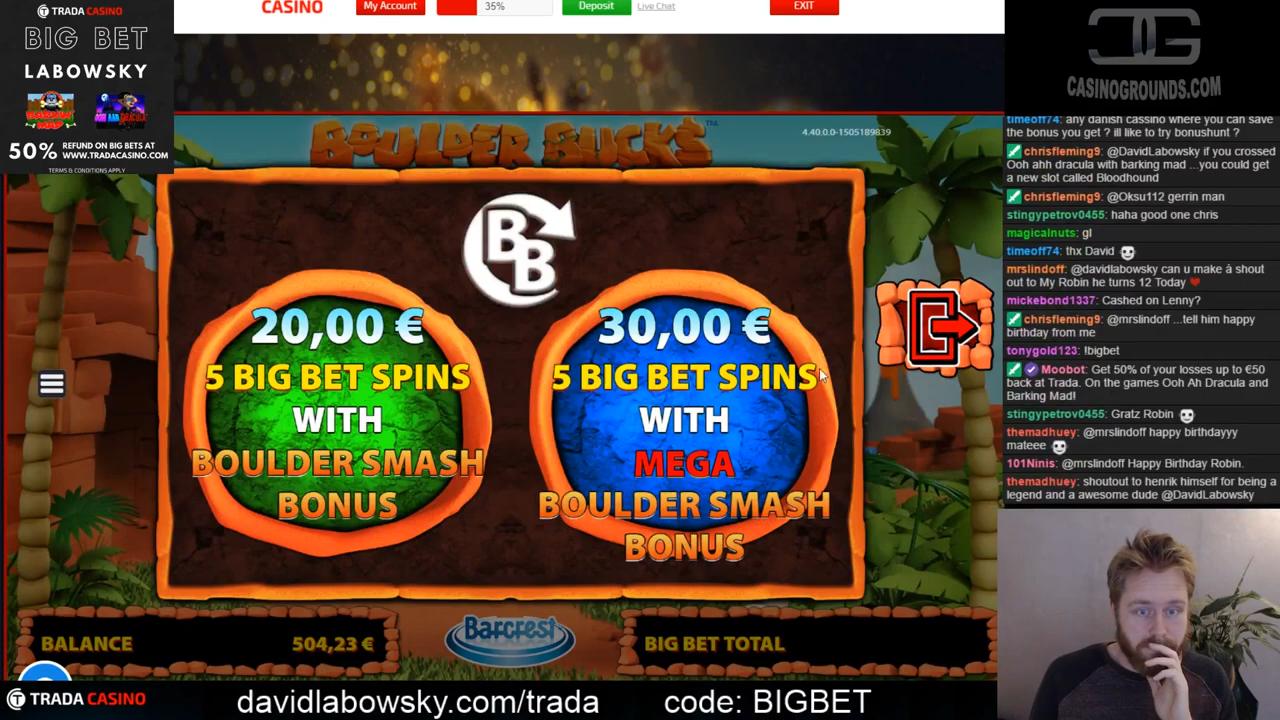 TRADA CASINO
BIG BET
LABOWSKY
BARKIN' MAD
OOH AHH DRACULA
50% REFUND ON BIG BETS AT
WWW.TRADACASINO.COM
TERMS & CONDITIONS APPLY
CASINO
My Account
35%
Deposit
Live Chat
EXIT
BOULDER BUCKS™
4.40.0.0-1505189839
BB
20,00 €
5 BIG BET SPINS
WITH
BOULDER SMASH
BONUS
30,00 €
5 BIG BET SPINS
WITH
MEGA
BOULDER SMASH
BONUS
BALANCE 504,23 €
Barcrest
BIG BET TOTAL
TRADA CASINO
davidlabowsky.com/trada
code: BIGBET
CG
CASINOGROUNDS.COM
timeoff74: any danish cassino where you can save
the bonus you get ? ill like to try bonushunt ?
chrisfleming9: @DavidLabowsky if you crossed
Ooh ahh dracula with barking mad ...you could get
a new slot called Bloodhound
chrisfleming9: @Oksu112 gerrin man
stingypetrov0455: haha good one chris
magicalnuts: gl
timeoff74: thx David
mrslindoff: @davidlabowsky can u make å shout
out to My Robin he turns 12 Today
mickebond1337: Cashed on Lenny?
chrisfleming9: @mrslindoff ...tell him happy
birthday from me
tonygold123: !bigbet
Moobot: Get 50% of your losses up to €50
back at Trada. On the games Ooh Ah Dracula and
Barking Mad!
stingypetrov0455: Gratz Robin
themadhuey: @mrslindoff happy birthdayyy
mateee
101Ninis: @mrslindoff Happy Birthday Robin.
themadhuey: shoutout to henrik himself for being a
legend and a awesome dude @DavidLabowsky